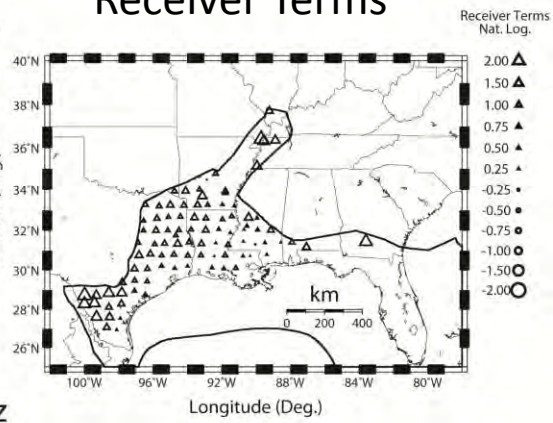 Receiver Terms
Receiver Terms
Nat. Log.
2.00
1.50
1.00
0.75
0.50
0.25
-0.25
-0.50
-0.75
-1.00
-1.50
-2.00
40°N
38°N
36°N
34°N
32°N
30°N
28°N
26°N
km
0 200 400
100°W 96°W 92°W 88°W 84°W 80°W
Longitude (Deg.)
z